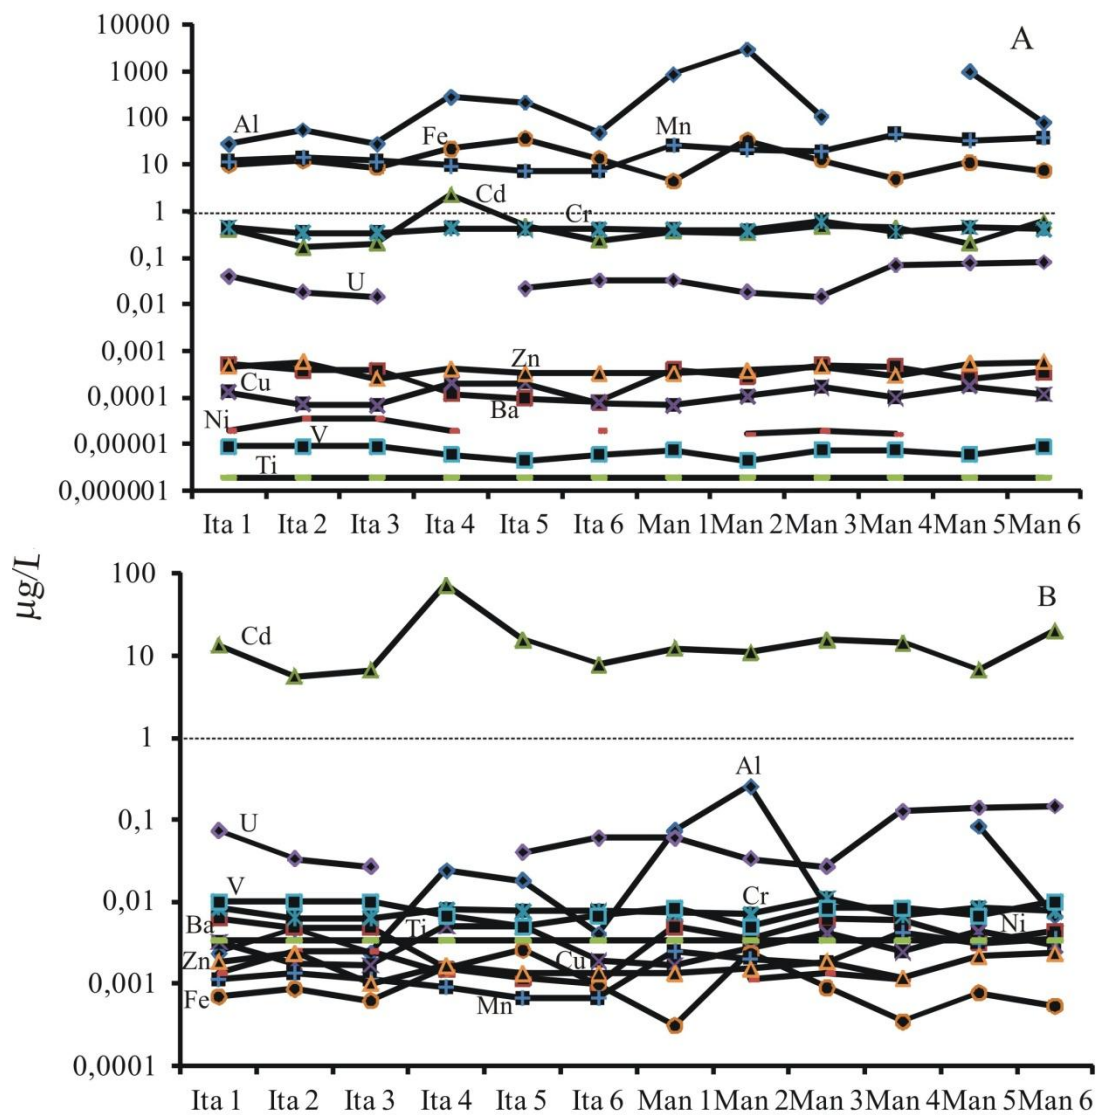 10000
A
1000
100
Al
Fe
Mn
10
Cd
1
Cr
0,1
U
0,01
0,001
Zn
Cu
0,0001
Ba
Ni
V
0,00001
Ti
0,000001
Ita 1 Ita 2 Ita 3 Ita 4 Ita 5 Ita 6 Man 1 Man 2 Man 3 Man 4 Man 5 Man 6
µg/L
100
B
Cd
10
1
Al
0,1
U
V
Cr
0,01
Ba
Ti
Ni
Zn
Cu
0,001
Fe
Mn
0,0001
Ita 1 Ita 2 Ita 3 Ita 4 Ita 5 Ita 6 Man 1 Man 2 Man 3 Man 4 Man 5 Man 6